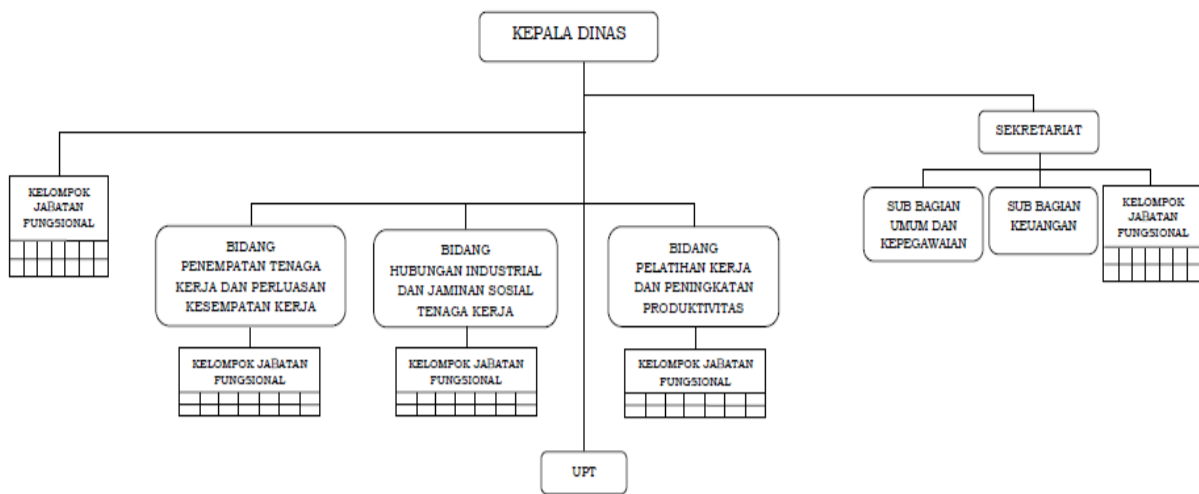 KEPALA DINAS
SEKRETARIAT
KELOMPOK
JABATAN
FUNGSIONAL
SUB BAGIAN
UMUM DAN
KEPEGAWAIAN
SUB BAGIAN
KEUANGAN
KELOMPOK
JABATAN
FUNGSIONAL
BIDANG
PENEMPATAN TENAGA
KERJA DAN PERLUASAN
KESEMPATAN KERJA
BIDANG
HUBUNGAN INDUSTRIAL
DAN JAMINAN SOSIAL
TENAGA KERJA
BIDANG
PELATIHAN KERJA
DAN PENINGKATAN
PRODUKTIVITAS
KELOMPOK JABATAN
FUNGSIONAL
KELOMPOK JABATAN
FUNGSIONAL
KELOMPOK JABATAN
FUNGSIONAL
UPT